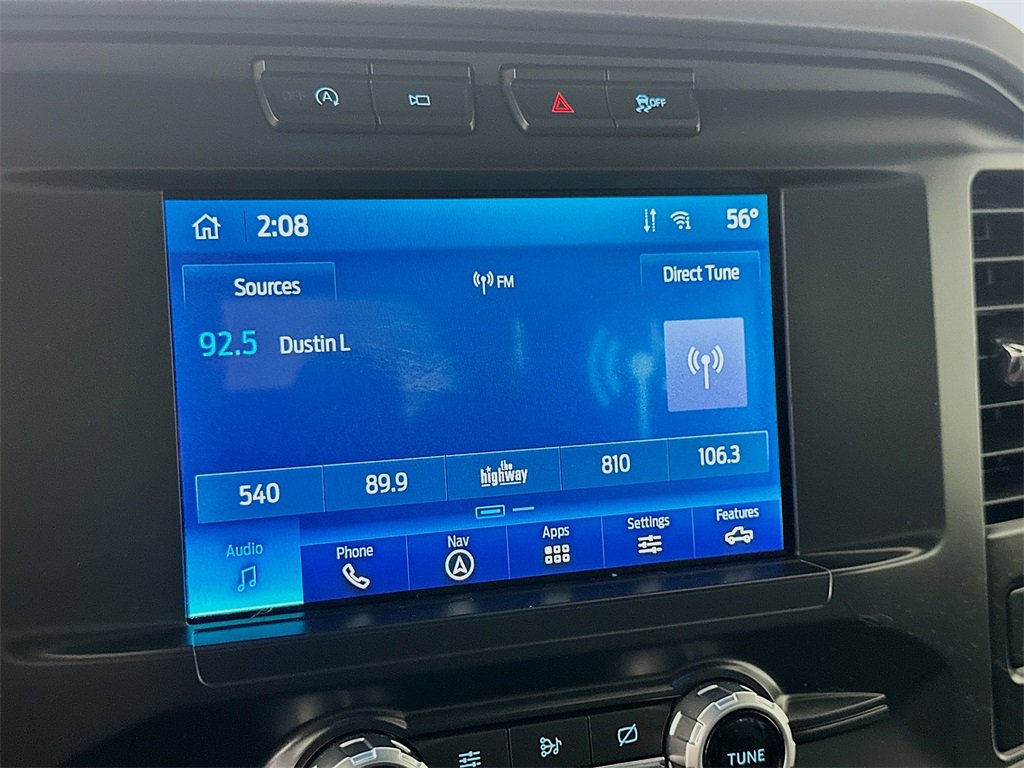 OFF A OFF
2:08 56°
Sources FM Direct Tune
92.5 Dustin L
540 89.9 the highway 810 106.3
Audio Phone Nav Apps Settings Features
TUNE